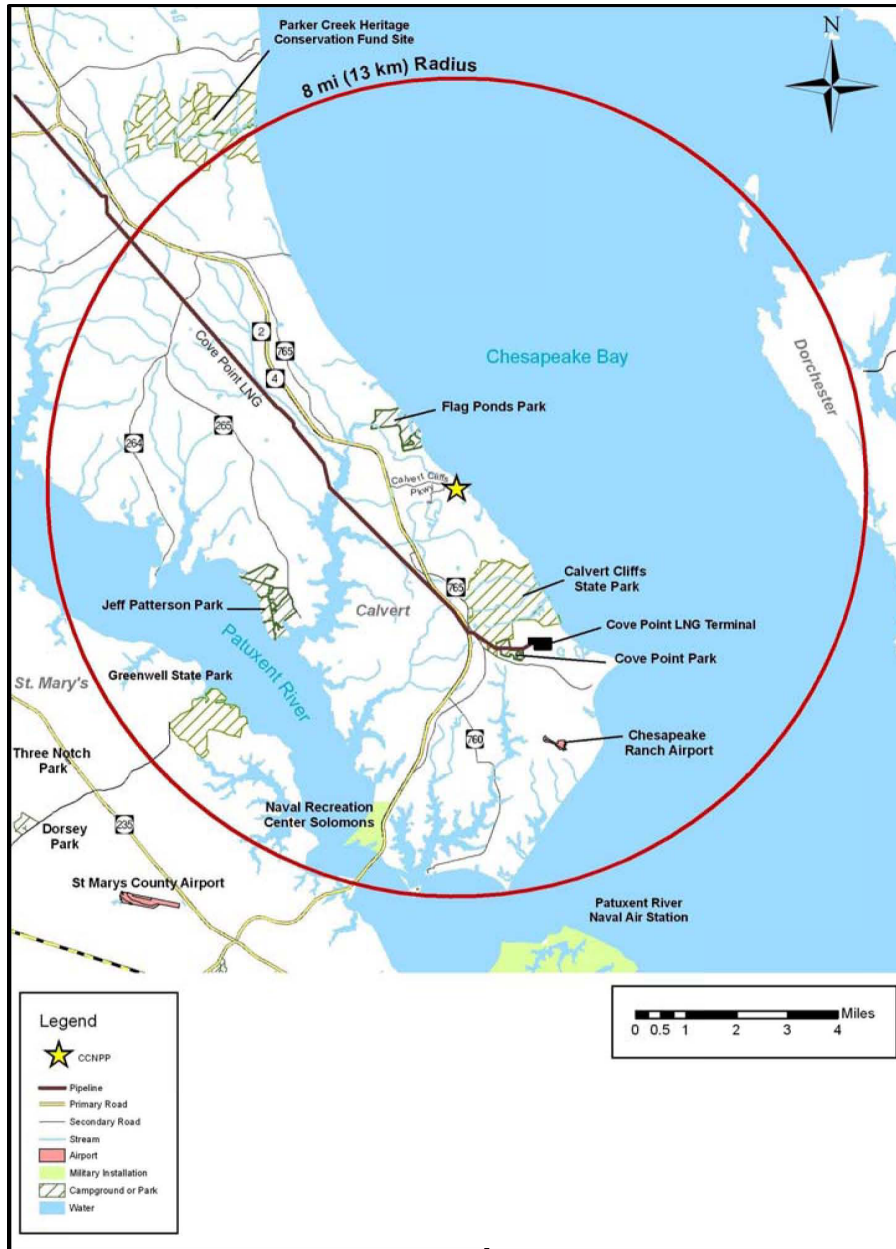 Parker Creek Heritage
Conservation Fund Site
N
8 mi (13 km) Radius
2
765
Cove Point LNG
4
Chesapeake Bay
Dorchester
Flag Ponds Park
264
265
Calvert Cliffs
Pkwy
Calvert Cliffs
State Park
765
Jeff Patterson Park
Calvert
Cove Point LNG Terminal
Cove Point Park
Patuxent River
St. Mary's
Greenwell State Park
Chesapeake
Ranch Airport
760
Three Notch
Park
Naval Recreation
Center Solomons
235
Dorsey
Park
St Marys County Airport
Patuxent River
Naval Air Station
Legend
CCNPP
Pipeline
Primary Road
Secondary Road
Stream
Airport
Military Installation
Campground or Park
Water
Miles
0 0.5 1 2 3 4